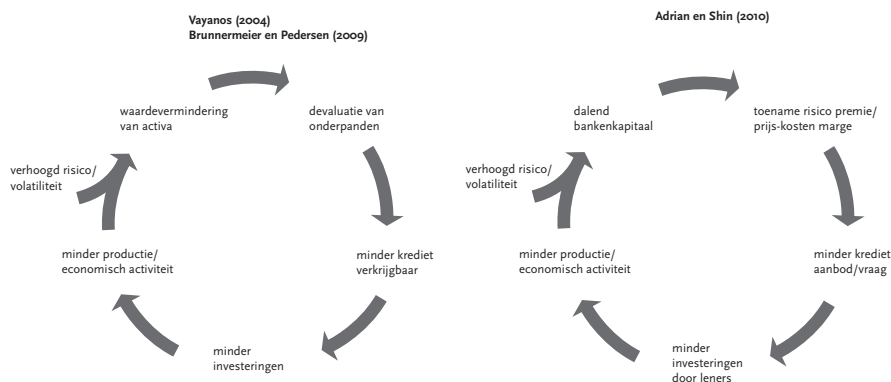 Vayanos (2004)
Brunnermeier en Pedersen (2009)
waardevermindering
van activa
devaluatie van
onderpanden
verhoogd risico/
volatiliteit
minder productie/
economisch activiteit
minder krediet
verkrijgbaar
minder
investeringen
Adrian en Shin (2010)
dalend
bankenkapitaal
toename risico premie/
prijs-kosten marge
verhoogd risico/
volatiliteit
minder productie/
economisch activiteit
minder krediet
aanbod/vraag
minder
investeringen
door leners